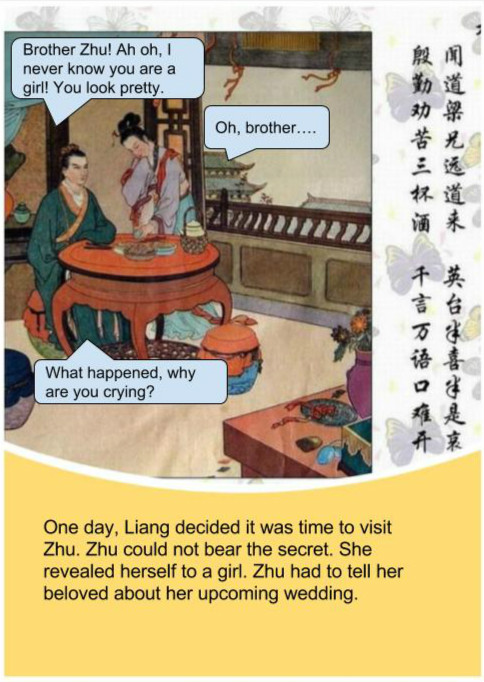 Brother Zhu! Ah oh, I
never know you are a
girl! You look pretty.
Oh, brother….
What happened, why
are you crying?
闻道梁兄远道来
英台半喜半是哀
殷勤劝苦三杯酒
千言万语口难开
One day, Liang decided it was time to visit
Zhu. Zhu could not bear the secret. She
revealed herself to a girl. Zhu had to tell her
beloved about her upcoming wedding.